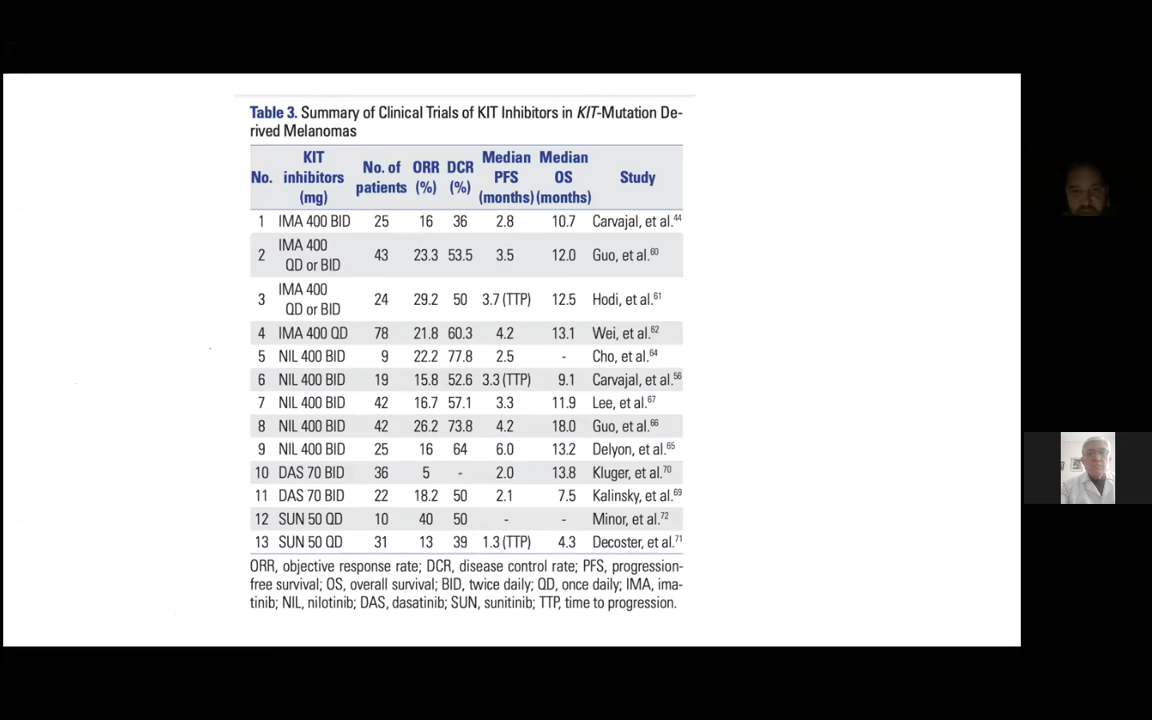 Table 3. Summary of Clinical Trials of KIT Inhibitors in KIT-Mutation De-
rived Melanomas
No. KIT inhibitors (mg) No. of patients ORR (%) DCR (%) Median PFS (months) Median OS (months) Study
1 IMA 400 BID 25 16 36 2.8 10.7 Carvajal, et al.44
2 IMA 400 QD or BID 43 23.3 53.5 3.5 12.0 Guo, et al.60
3 IMA 400 QD or BID 24 29.2 50 3.7 (TTP) 12.5 Hodi, et al.61
4 IMA 400 QD 78 21.8 60.3 4.2 13.1 Wei, et al.62
5 NIL 400 BID 9 22.2 77.8 2.5 - Cho, et al.64
6 NIL 400 BID 19 15.8 52.6 3.3 (TTP) 9.1 Carvajal, et al.56
7 NIL 400 BID 42 16.7 57.1 3.3 11.9 Lee, et al.67
8 NIL 400 BID 42 26.2 73.8 4.2 18.0 Guo, et al.66
9 NIL 400 BID 25 16 64 6.0 13.2 Delyon, et al.65
10 DAS 70 BID 36 5 - 2.0 13.8 Kluger, et al.70
11 DAS 70 BID 22 18.2 50 2.1 7.5 Kalinsky, et al.69
12 SUN 50 QD 10 40 50 - - Minor, et al.72
13 SUN 50 QD 31 13 39 1.3 (TTP) 4.3 Decoster, et al.71
ORR, objective response rate; DCR, disease control rate; PFS, progression-
free survival; OS, overall survival; BID, twice daily; QD, once daily; IMA, ima-
tinib; NIL, nilotinib; DAS, dasatinib; SUN, sunitinib; TTP, time to progression.